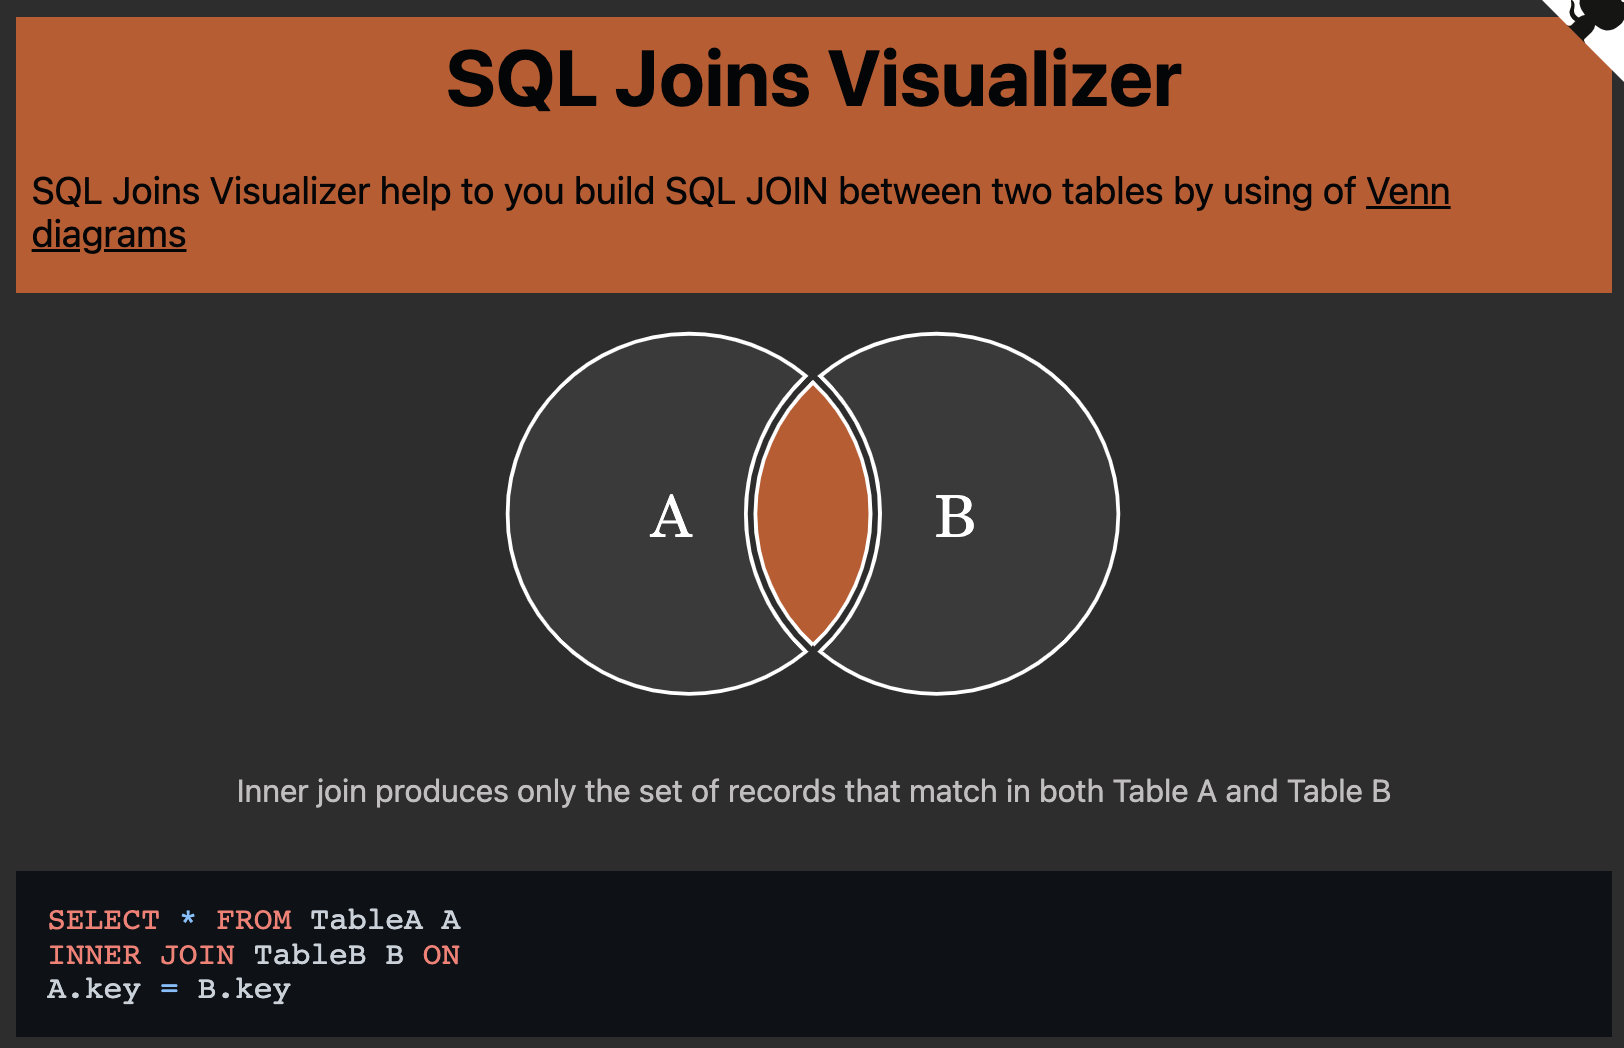 SQL Joins Visualizer
SQL Joins Visualizer help to you build SQL JOIN between two tables by using of Venn
diagrams
A
B
Inner join produces only the set of records that match in both Table A and Table B
SELECT * FROM TableA A
INNER JOIN TableB B ON
A.key = B.key